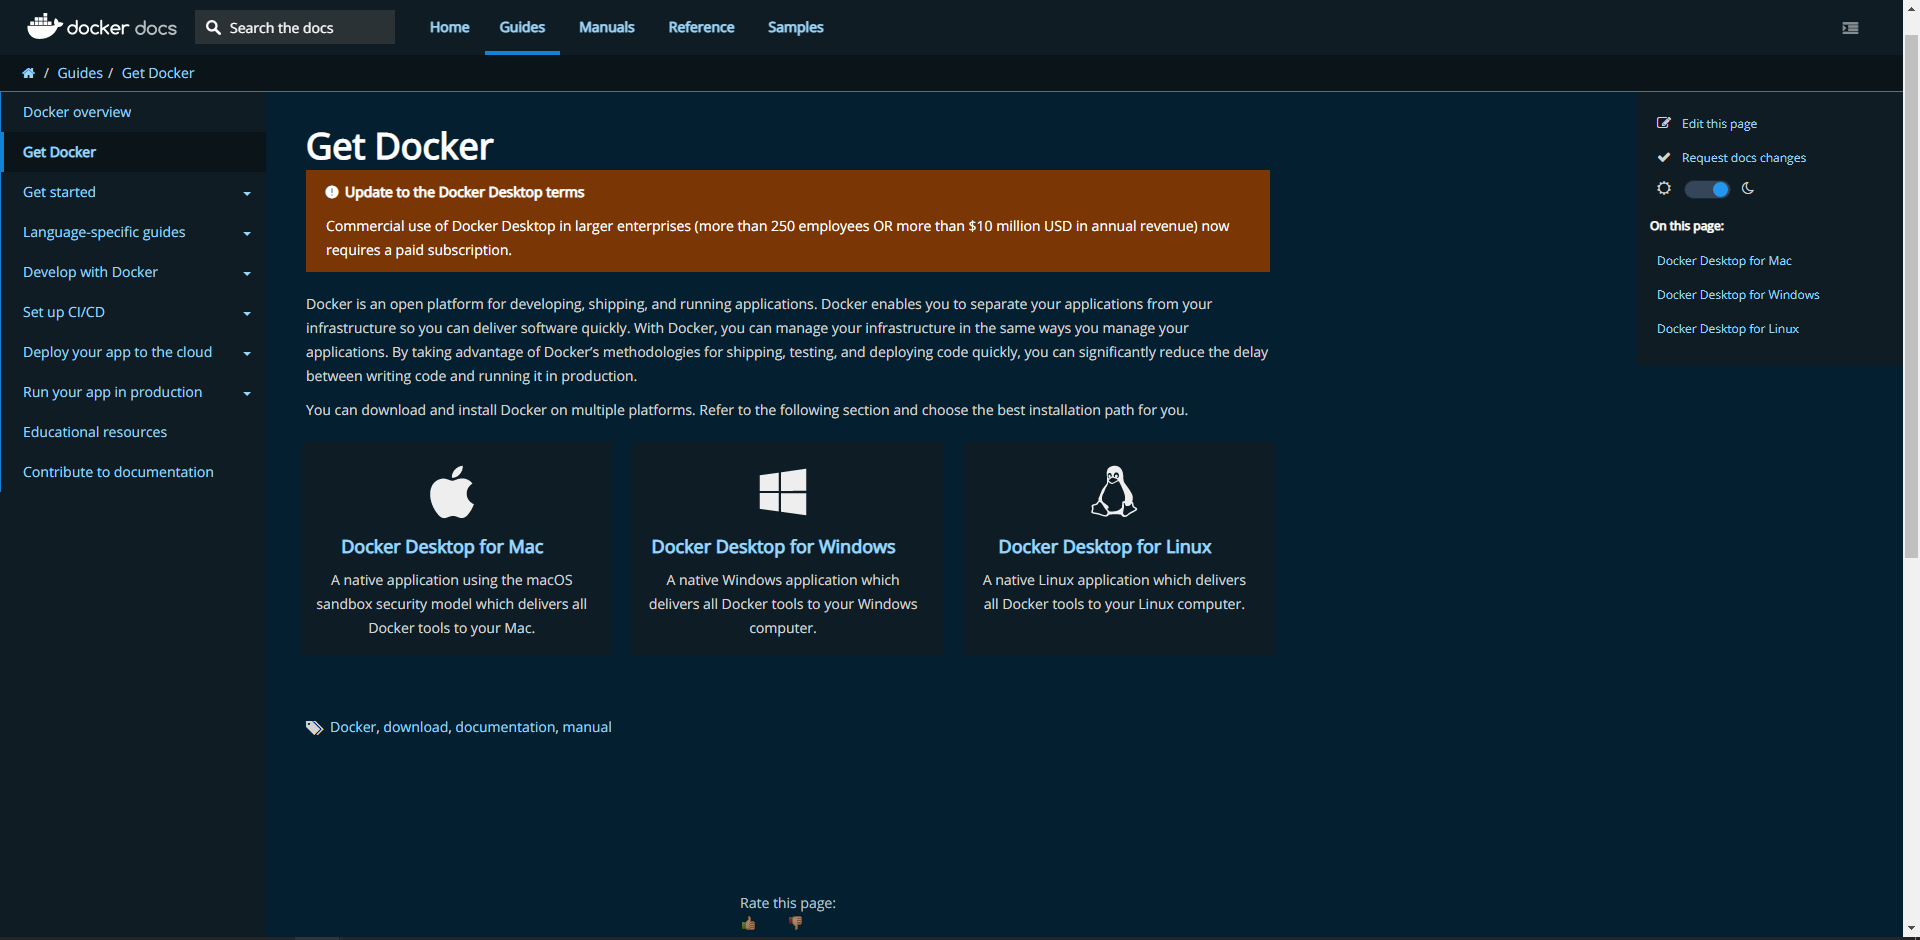 docker docs
Search the docs
Home
Guides
Manuals
Reference
Samples
/ Guides / Get Docker
Docker overview
Get Docker
Get started
Language-specific guides
Develop with Docker
Set up CI/CD
Deploy your app to the cloud
Run your app in production
Educational resources
Contribute to documentation
Get Docker
Update to the Docker Desktop terms
Commercial use of Docker Desktop in larger enterprises (more than 250 employees OR more than $10 million USD in annual revenue) now
requires a paid subscription.
Docker is an open platform for developing, shipping, and running applications. Docker enables you to separate your applications from your
infrastructure so you can deliver software quickly. With Docker, you can manage your infrastructure in the same ways you manage your
applications. By taking advantage of Docker’s methodologies for shipping, testing, and deploying code quickly, you can significantly reduce the delay
between writing code and running it in production.
You can download and install Docker on multiple platforms. Refer to the following section and choose the best installation path for you.
Docker Desktop for Mac
A native application using the macOS
sandbox security model which delivers all
Docker tools to your Mac.
Docker Desktop for Windows
A native Windows application which
delivers all Docker tools to your Windows
computer.
Docker Desktop for Linux
A native Linux application which delivers
all Docker tools to your Linux computer.
Docker, download, documentation, manual
Rate this page:
Edit this page
Request docs changes
On this page:
Docker Desktop for Mac
Docker Desktop for Windows
Docker Desktop for Linux